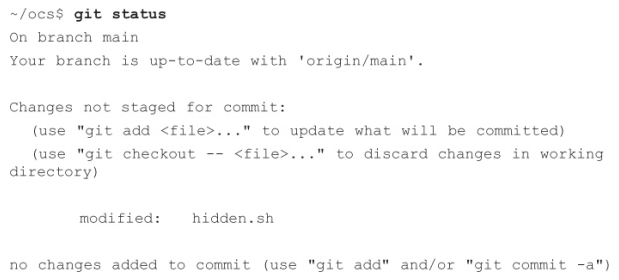 ~/ocs$ git status
On branch main
Your branch is up-to-date with 'origin/main'.
Changes not staged for commit:
(use "git add <file>..." to update what will be committed)
(use "git checkout -- <file>..." to discard changes in working
directory)
modified: hidden.sh
no changes added to commit (use "git add" and/or "git commit -a")